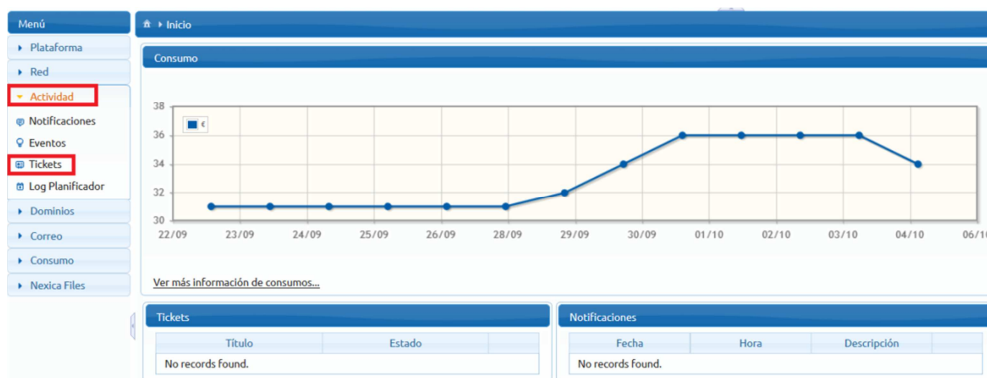 Menú
Plataforma
Red
Actividad
Notificaciones
Eventos
Tickets
Log Planificador
Dominios
Correo
Consumo
Nexica Files
Inicio
Consumo
38
36
34
32
30
€
22/09 23/09 24/09 25/09 26/09 28/09 29/09 30/09 01/10 02/10 03/10 04/10 06/10
Ver más información de consumos...
Tickets
Título Estado
No records found.
Notificaciones
Fecha Hora Descripción
No records found.